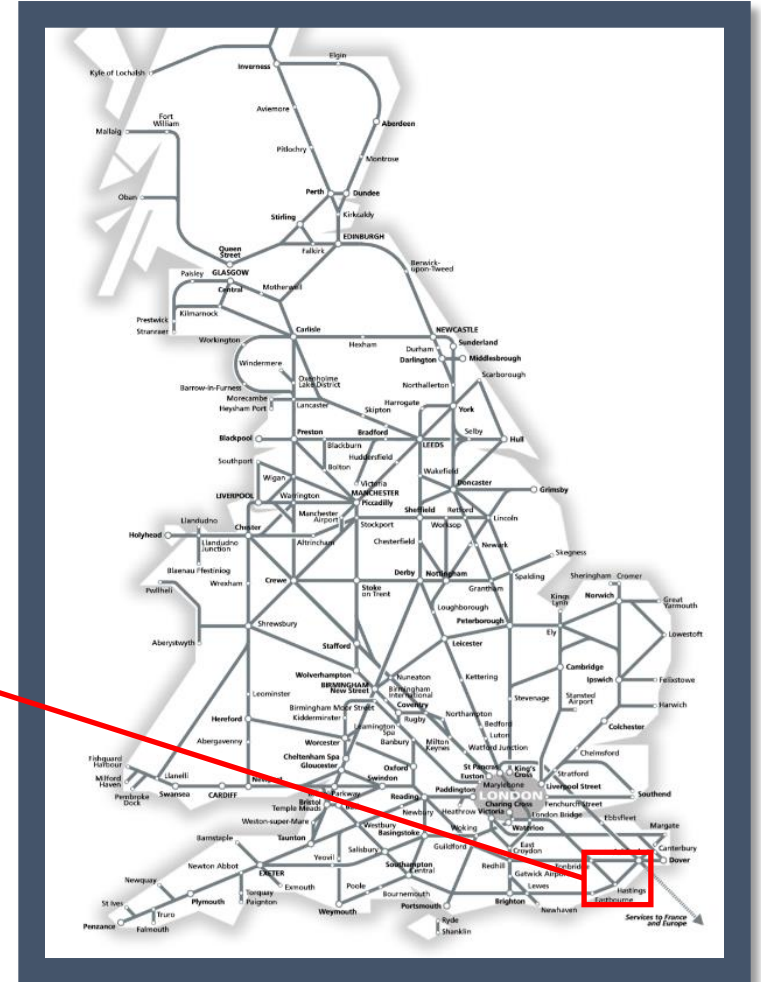 Elgin
Inverness
Kyle of Lochalsh
Aviemore
Fort
William
Aberdeen
Mallaig
Pitlochry
Montrose
Perth
Dundee
Oban
Stirling
Kirkcaldy
EDINBURGH
Queen
Street
Falkirk
Berwick-
upon-Tweed
Paisley
GLASGOW
Central
Motherwell
Prestwick
Kilmarnock
Stranraer
Carlisle
NEWCASTLE
Workington
Hexham
Sunderland
Durham
Darlington
Middlesbrough
Windermere
Scarborough
Oxenholme
Lake District
Barrow-in-Furness
Northallerton
Morecambe
Lancaster
Harrogate
Heysham Port
Skipton
York
Preston
Bradford
Selby
Blackpool
LEEDS
Hull
Blackburn
Southport
Huddersfield
Bolton
Wakefield
Wigan
Victoria
Doncaster
LIVERPOOL
Warrington
MANCHESTER
Piccadilly
Grimsby
Manchester
Airport
Sheffield
Retford
Llandudno
Chester
Stockport
Worksop
Lincoln
Holyhead
Llandudno
Junction
Altrincham
Chesterfield
Newark
Skegness
Blaenau Ffestiniog
Derby
Nottingham
Spalding
Sheringham
Cromer
Pwllheli
Wrexham
Crewe
Stoke
on Trent
Grantham
Kings
Lynn
Norwich
Great
Yarmouth
Loughborough
Shrewsbury
Peterborough
Ely
Lowestoft
Aberystwyth
Stafford
Leicester
Wolverhampton
Cambridge
BIRMINGHAM
New Street
Nuneaton
Kettering
Ipswich
Felixstowe
Leominster
Birmingham
International
Stansted
Airport
Birmingham Moor Street
Coventry
Stevenage
Harwich
Hereford
Kidderminster
Rugby
Northampton
Leamington
Spa
Bedford
Colchester
Abergavenny
Worcester
Banbury
Milton
Keynes
Luton
Watford Junction
Chelmsford
Cheltenham Spa
Fishguard
Harbour
Gloucester
Oxford
St Pancras
King's
Cross
Euston
Stratford
Milford
Haven
Llanelli
Newport
Swindon
Marylebone
Liverpool Street
Pembroke
Dock
Swansea
CARDIFF
Parkway
Reading
Paddington
LONDON
Southend
Bristol
Temple Meads
Charing Cross
Fenchurch Street
Newbury
Heathrow
Victoria
London Bridge
Ebbsfleet
Weston-super-Mare
Westbury
Waterloo
Margate
Barnstaple
Taunton
Basingstoke
Woking
East
Croydon
Canterbury
Salisbury
Guildford
Yeovil
Redhill
Dover
Newton Abbot
Southampton
Central
Gatwick Airport
EXETER
Newquay
Exmouth
Poole
Lewes
Hastings
St Ives
Plymouth
Torquay
Paignton
Bournemouth
Portsmouth
Brighton
Eastbourne
Truro
Weymouth
Newhaven
Penzance
Falmouth
Ryde
Shanklin
Services to France
and Europe